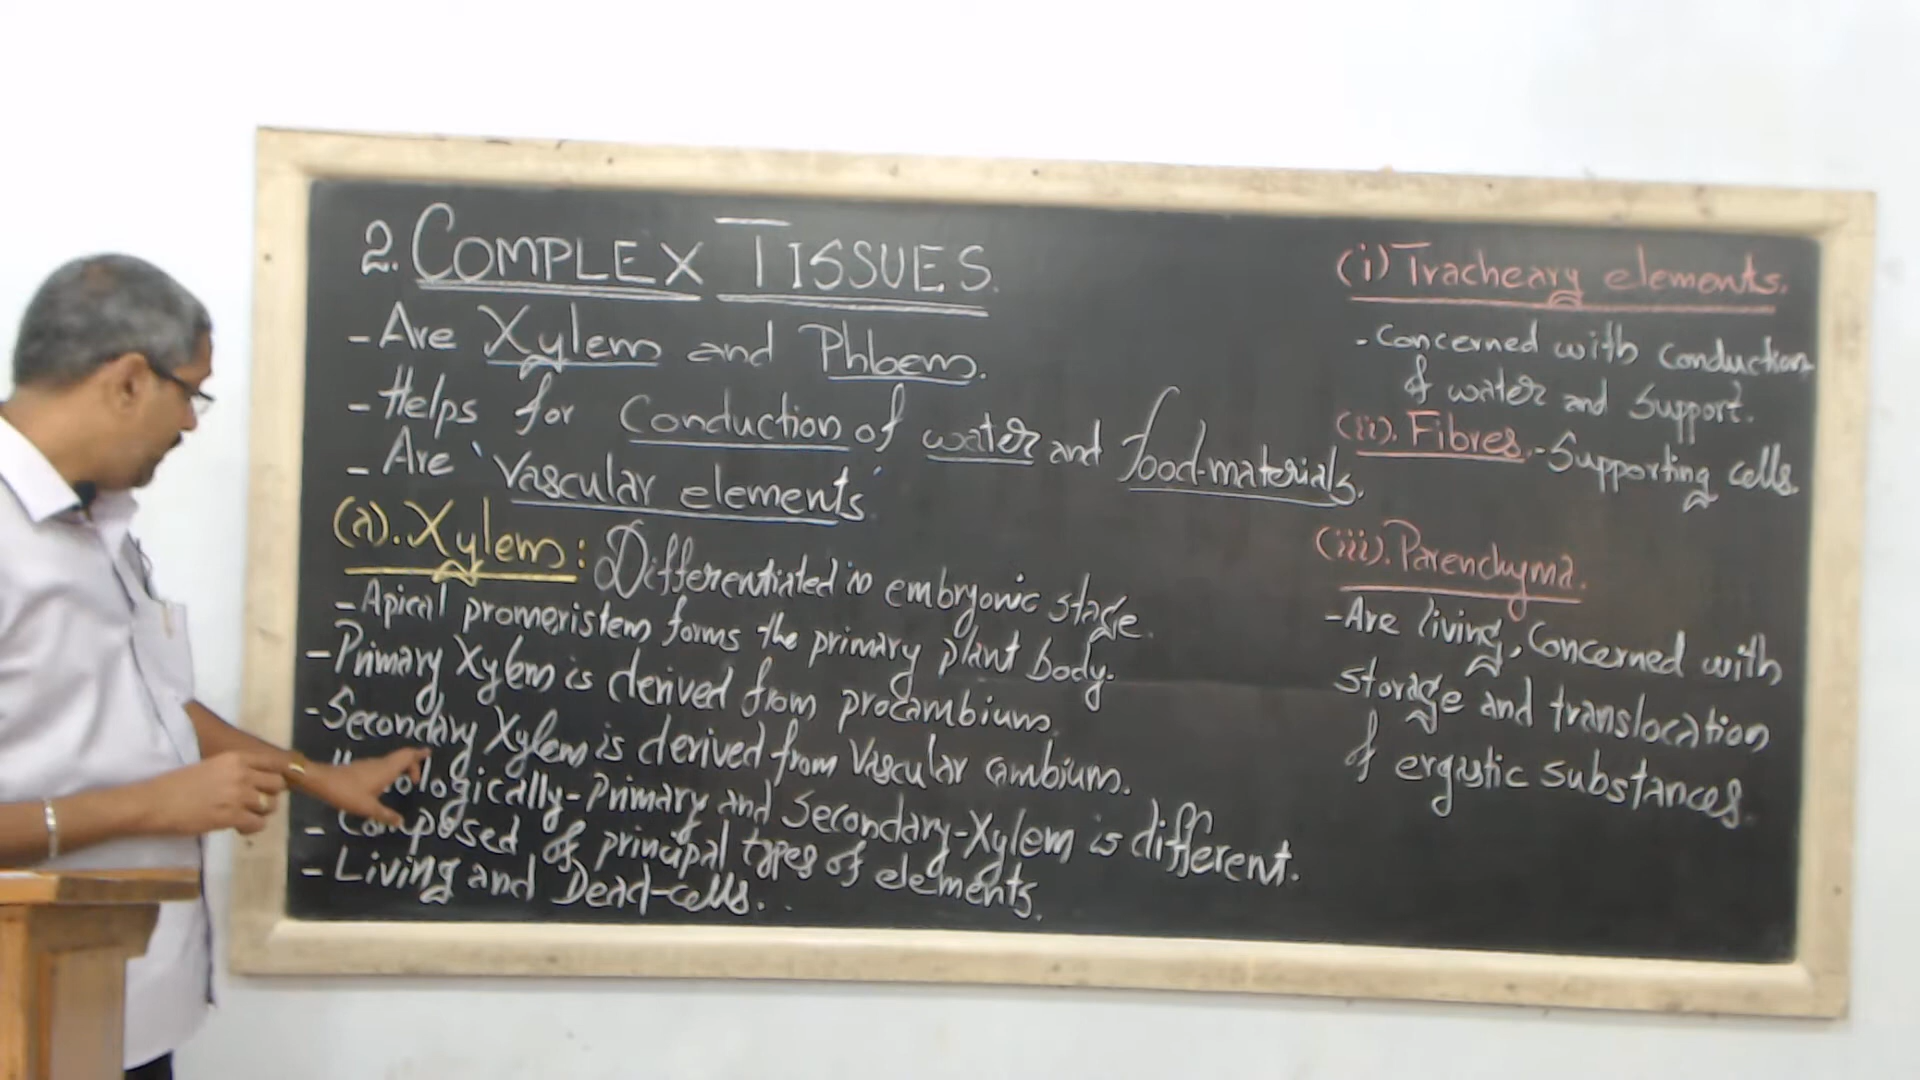 2. COMPLEX TISSUES.
- Are Xylem and Phloem.
- Helps for Conduction of water and food-materials.
- Are 'Vascular elements'
(a). Xylem: Differentiated in embryonic stage.
- Apical promeristem forms the primary plant body.
- Primary Xylem is derived from procambium.
- Secondary Xylem is derived from Vascular cambium.
Primary and Secondary-Xylem is different.
- Composed of principal types of elements.
- Living and Dead-cells.
(i) Tracheary elements.
- Concerned with conduction
of water and Support.
(ii). Fibres. - Supporting cells.
(iii). Parenchyma.
- Are living, Concerned with
storage and translocation
of ergastic substances.